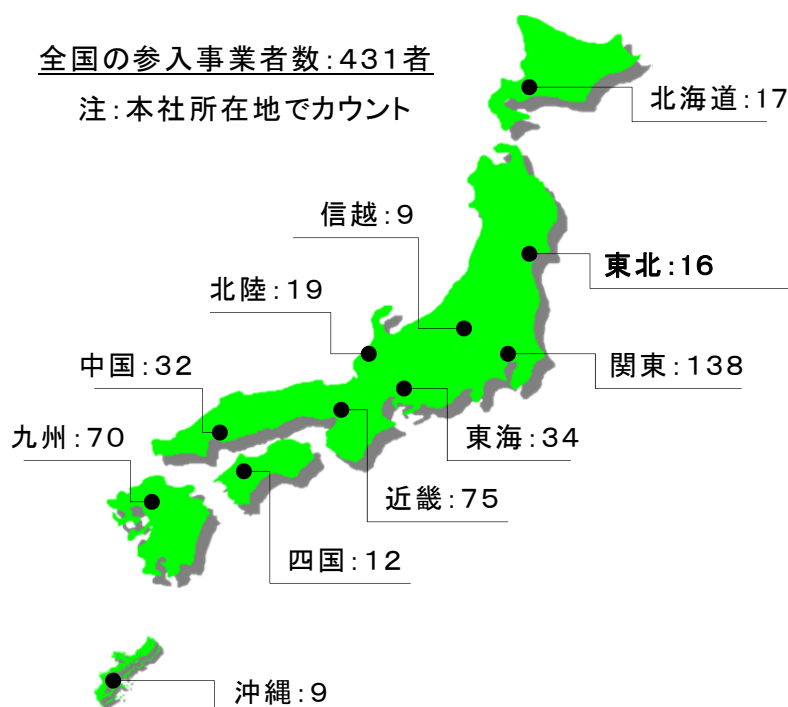 全国の参入事業者数：431者
注：本社所在地でカウント
北海道：17
信越：9
東北：16
北陸：19
中国：32
関東：138
九州：70
東海：34
近畿：75
四国：12
沖縄：9